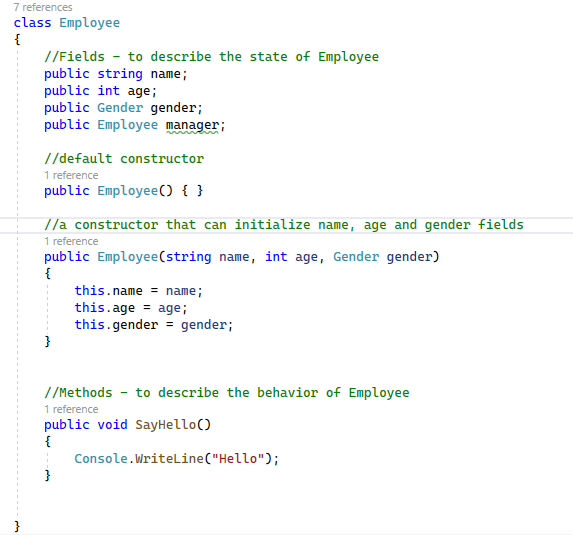 7 references
class Employee
{
//Fields - to describe the state of Employee
public string name;
public int age;
public Gender gender;
public Employee manager;
//default constructor
1 reference
public Employee() { }
//a constructor that can initialize name, age and gender fields
1 reference
public Employee(string name, int age, Gender gender)
{
this.name = name;
this.age = age;
this.gender = gender;
}
//Methods - to describe the behavior of Employee
1 reference
public void SayHello()
{
Console.WriteLine("Hello");
}
}